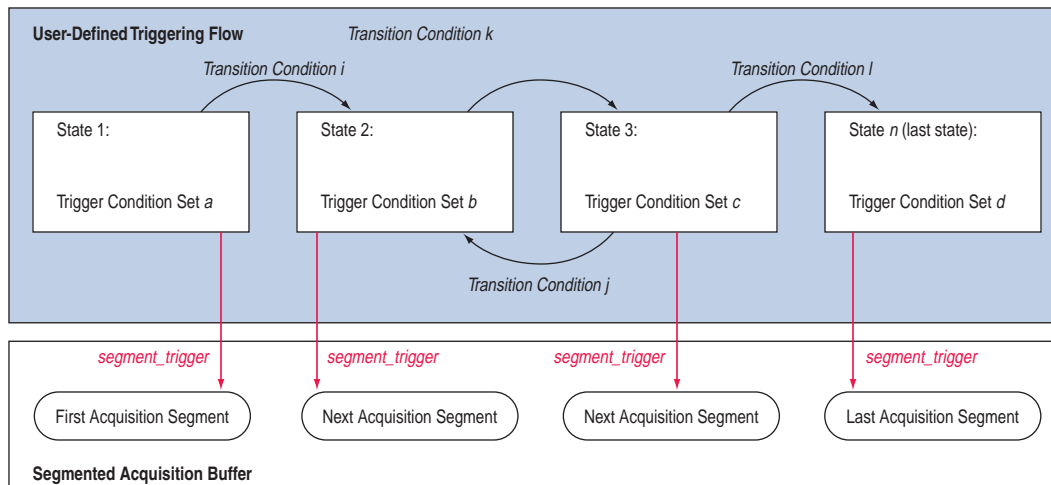 User-Defined Triggering Flow
Transition Condition k
Transition Condition i
Transition Condition l
State 1:
Trigger Condition Set a
State 2:
Trigger Condition Set b
State 3:
Trigger Condition Set c
State n (last state):
Trigger Condition Set d
Transition Condition j
segment_trigger
segment_trigger
segment_trigger
segment_trigger
First Acquisition Segment
Next Acquisition Segment
Next Acquisition Segment
Last Acquisition Segment
Segmented Acquisition Buffer